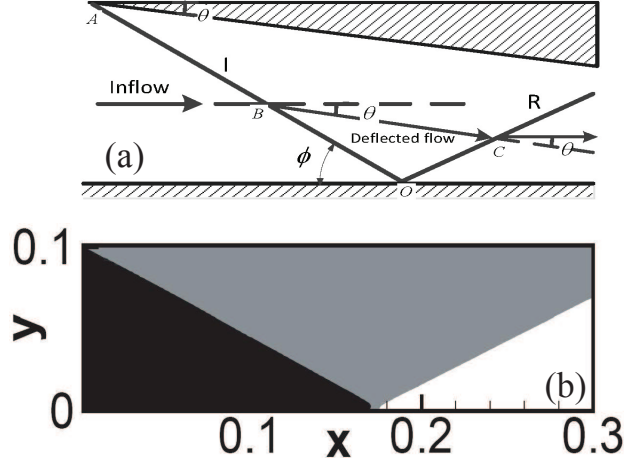 A
θ
I
R
Inflow
B
θ
Deflected flow
C
θ
(a)
ϕ
O
0.1
y
0
(b)
0.1
x
0.2
0.3